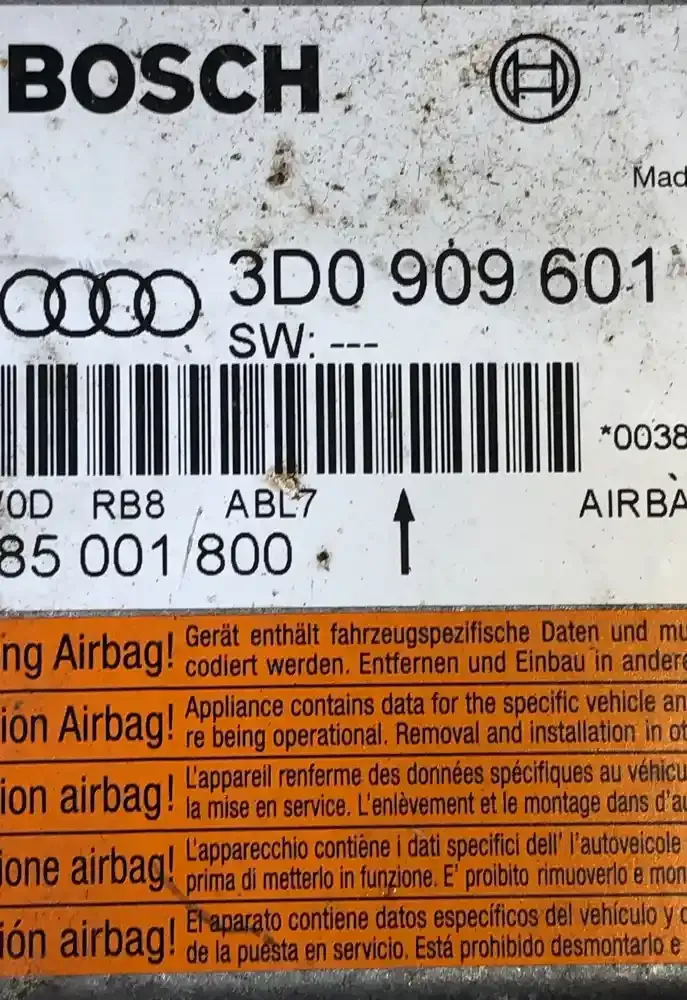 BOSCH
Mad
3D0 909 601
SW: ---
*0038
0D RB8 ABL7
AIRBA
85 001 800
ng Airbag! Gerät enthält fahrzeugspezifische Daten und mu
codiert werden. Entfernen und Einbau in andere
ión Airbag! Appliance contains data for the specific vehicle an
re being operational. Removal and installation in ot
ion airbag! L'appareil renferme des données spécifiques au véhicu
la mise en service. L'enlèvement et le montage dans d'au
ione airbag! L'apparecchio contiene i dati specifici dell' l'autoveicole
prima di metterlo in funzione. E' proibito rimuoverlo e mon
ión airbag! El aparato contiene datos específicos del vehículo y
de la puesta en servicio. Está prohibido desmontarlo e